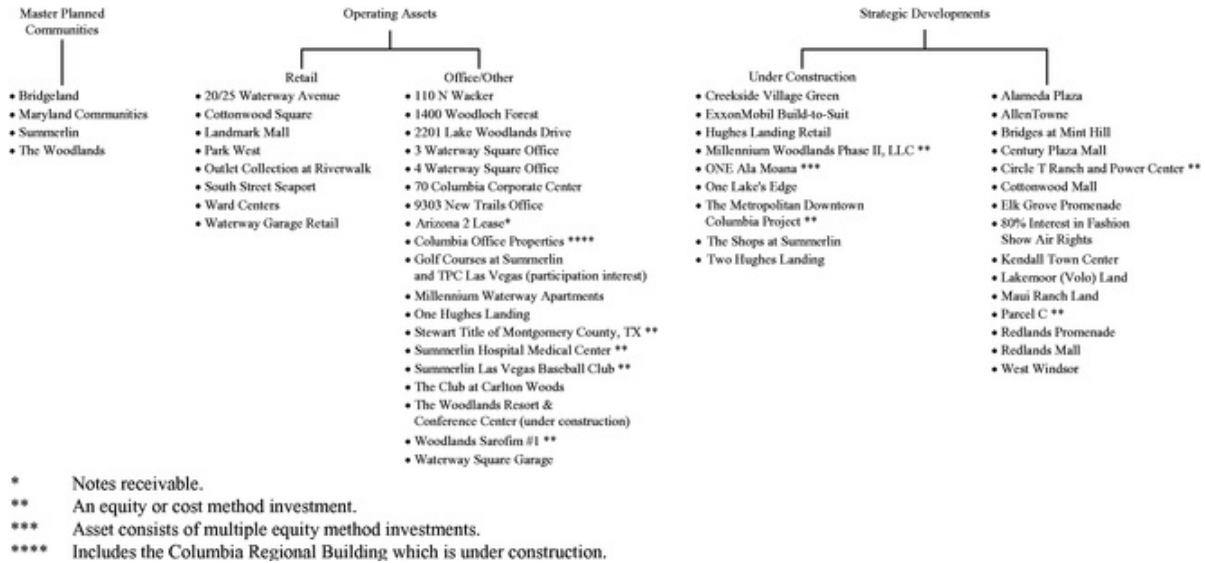 Master Planned
Communities
• Bridgeland
• Maryland Communities
• Summerlin
• The Woodlands
Operating Assets
Retail
• 20/25 Waterway Avenue
• Cottonwood Square
• Landmark Mall
• Park West
• Outlet Collection at Riverwalk
• South Street Seaport
• Ward Centers
• Waterway Garage Retail
Office/Other
• 110 N Wacker
• 1400 Woodloch Forest
• 2201 Lake Woodlands Drive
• 3 Waterway Square Office
• 4 Waterway Square Office
• 70 Columbia Corporate Center
• 9303 New Trails Office
• Arizona 2 Lease*
• Columbia Office Properties ****
• Golf Courses at Summerlin
and TPC Las Vegas (participation interest)
• Millennium Waterway Apartments
• One Hughes Landing
• Stewart Title of Montgomery County, TX **
• Summerlin Hospital Medical Center **
• Summerlin Las Vegas Baseball Club **
• The Club at Carlton Woods
• The Woodlands Resort &
Conference Center (under construction)
• Woodlands Sarofim #1 **
• Waterway Square Garage
Strategic Developments
Under Construction
• Creekside Village Green
• ExxonMobil Build-to-Suit
• Hughes Landing Retail
• Millennium Woodlands Phase II, LLC **
• ONE Ala Moana ***
• One Lake's Edge
• The Metropolitan Downtown
Columbia Project **
• The Shops at Summerlin
• Two Hughes Landing
• Alameda Plaza
• AllenTowne
• Bridges at Mint Hill
• Century Plaza Mall
• Circle T Ranch and Power Center **
• Cottonwood Mall
• Elk Grove Promenade
• 80% Interest in Fashion
Show Air Rights
• Kendall Town Center
• Lakemoor (Volo) Land
• Maui Ranch Land
• Parcel C **
• Redlands Promenade
• Redlands Mall
• West Windsor
* Notes receivable.
** An equity or cost method investment.
*** Asset consists of multiple equity method investments.
**** Includes the Columbia Regional Building which is under construction.